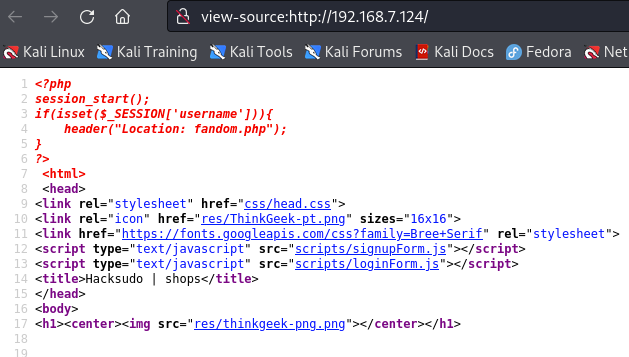 view-source:http://192.168.7.124/
Kali Linux Kali Training Kali Tools Kali Forums Kali Docs Fedora Net
1 <?php
2 session_start();
3 if(isset($_SESSION['username'])){
4     header("Location: fandom.php");
5 }
6 ?>
7  <html>
8  <head>
9 <link rel="stylesheet" href="css/head.css">
10 <link rel="icon" href="res/ThinkGeek-pt.png" sizes="16x16">
11 <link href="https://fonts.googleapis.com/css?family=Bree+Serif" rel="stylesheet">
12 <script type="text/javascript" src="scripts/signupForm.js"></script>
13 <script type="text/javascript" src="scripts/loginForm.js"></script>
14 <title>Hacksudo | shops</title>
15 </head>
16 <body>
17 <h1><center><img src="res/thinkgeek-png.png"></center></h1>
18
19